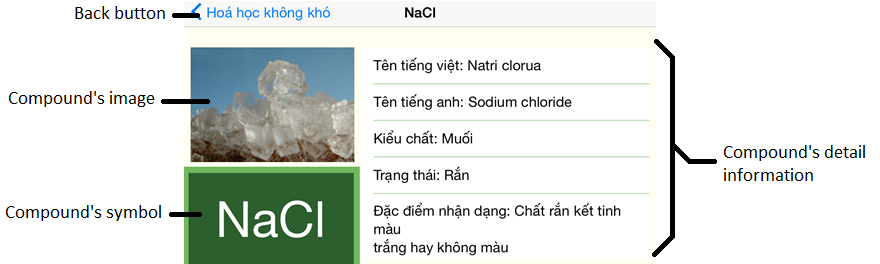 Back button
Hoá học không khó
NaCl
Compound's image
Compound's symbol
NaCl
Tên tiếng việt: Natri clorua
Tên tiếng anh: Sodium chloride
Kiểu chất: Muối
Trạng thái: Rắn
Đặc điểm nhận dạng: Chất rắn kết tinh
màu
trắng hay không màu
Compound's detail
information